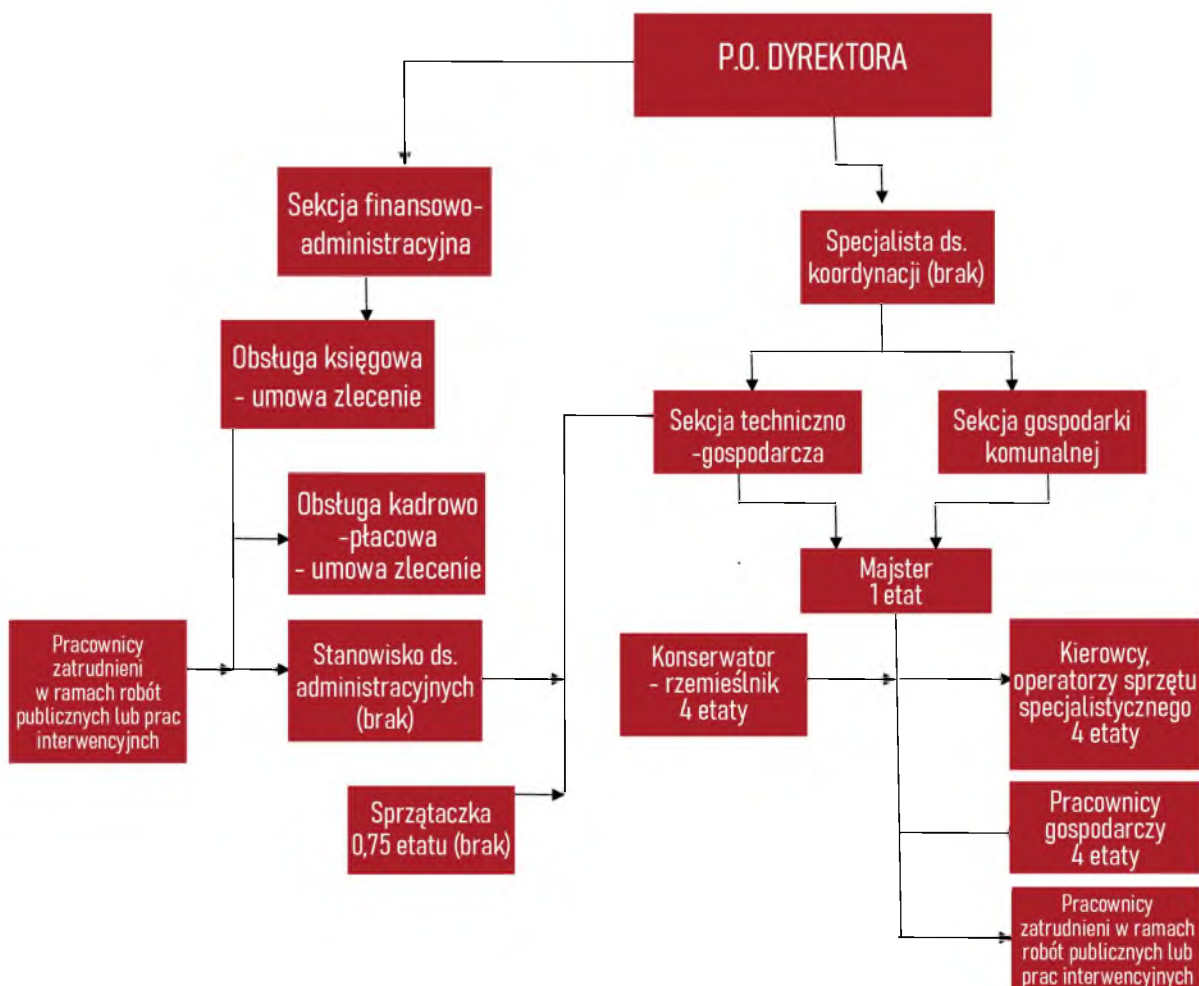 P.O. DYREKTORA
Sekcja finansowo-
administracyjna
Specjalista ds.
koordynacji (brak)
Obsługa księgowa
- umowa zlecenie
Sekcja techniczno
-gospodarcza
Sekcja gospodarki
komunalnej
Obsługa kadrowo
-płacowa
- umowa zlecenie
Majster
1 etat
Pracownicy
zatrudnieni
w ramach robót
publicznych lub prac
interwencyjnch
Stanowisko ds.
administracyjnych
(brak)
Konserwator
- rzemieślnik
4 etaty
Kierowcy,
operatorzy sprzętu
specjalistycznego
4 etaty
Sprzątaczka
0,75 etatu (brak)
Pracownicy
gospodarczy
4 etaty
Pracownicy
zatrudnieni w ramach
robót publicznych lub
prac interwencyjnych